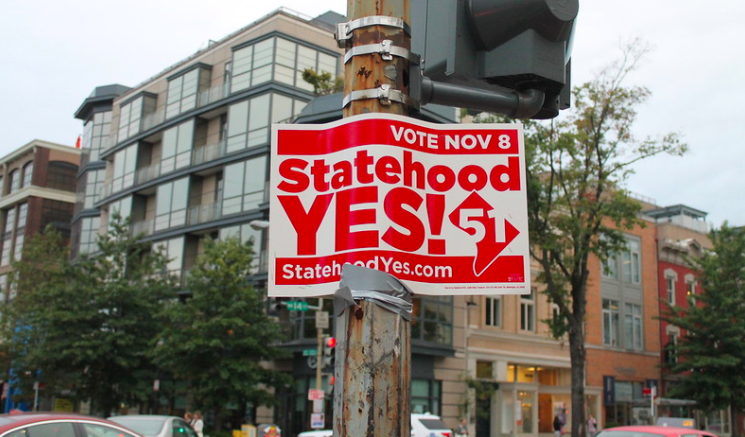 VOTE NOV 8
Statehood
YES!
51
StatehoodYes.com